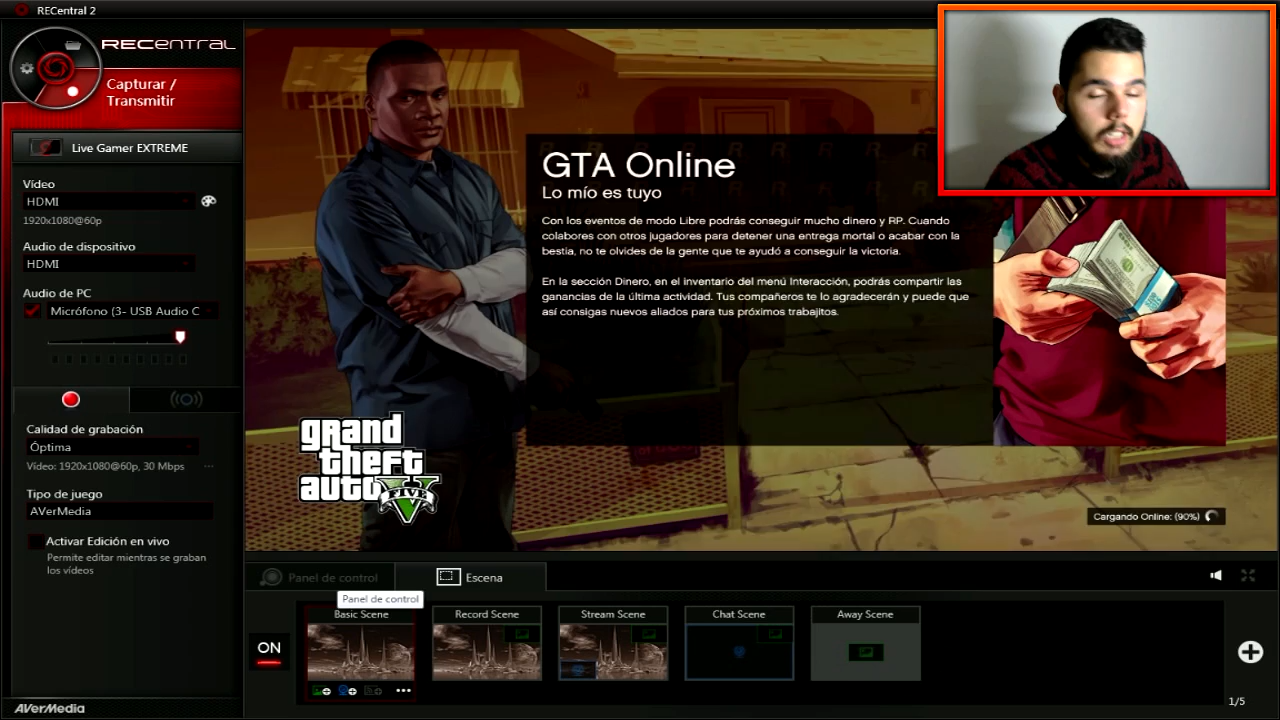 RECentral 2
RECENTRAL
Capturar /
Transmitir
Live Gamer EXTREME
Vídeo
HDMI
1920x1080@60p
Audio de dispositivo
HDMI
Audio de PC
Micrófono (3- USB Audio C
Calidad de grabación
Óptima
Vídeo: 1920x1080@60p, 30 Mbps ...
Tipo de juego
AVerMedia
Activar Edición en vivo
Permite editar mientras se graban
los vídeos
AVerMedia
GTA Online
Lo mío es tuyo
Con los eventos de modo Libre podrás conseguir mucho dinero y RP. Cuando
colabores con otros jugadores para detener una entrega mortal o acabar con la
bestia, no te olvides de la gente que te ayudó a conseguir la victoria.
En la sección Dinero, en el inventario del menú Interacción, podrás compartir las
ganancias de la última actividad. Tus compañeros te lo agradecerán y puede que
así consigas nuevos aliados para tus próximos trabajitos.
grand
theft
auto
FIVE
Cargando Online: (90%)
Panel de control
Escena
Panel de control
ON
Basic Scene
Record Scene
Stream Scene
Chat Scene
Away Scene
1/5